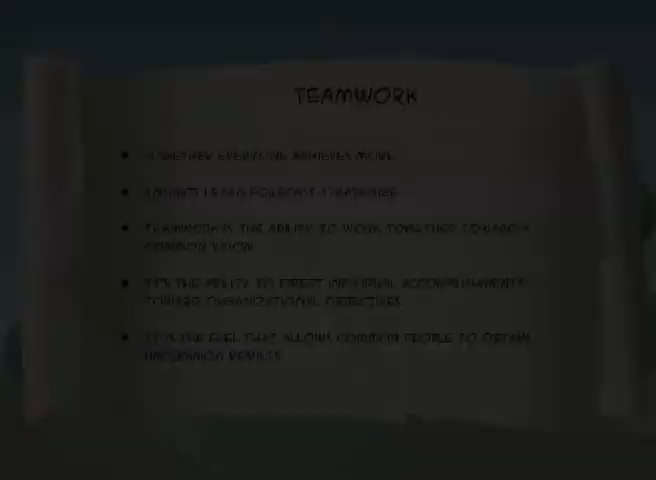 TEAMWORK
TOGETHER EVERYONE ACHIEVES MORE
TEAMWORK IS THE ABILITY TO WORK TOGETHER TOWARD A
COMMON VISION
IT'S THE ABILITY TO DIRECT INDIVIDUAL ACCOMPLISHMENTS
TOWARD ORGANIZATIONAL OBJECTIVES
IT IS THE FUEL THAT ALLOWS COMMON PEOPLE TO OBTAIN
UNCOMMON RESULTS